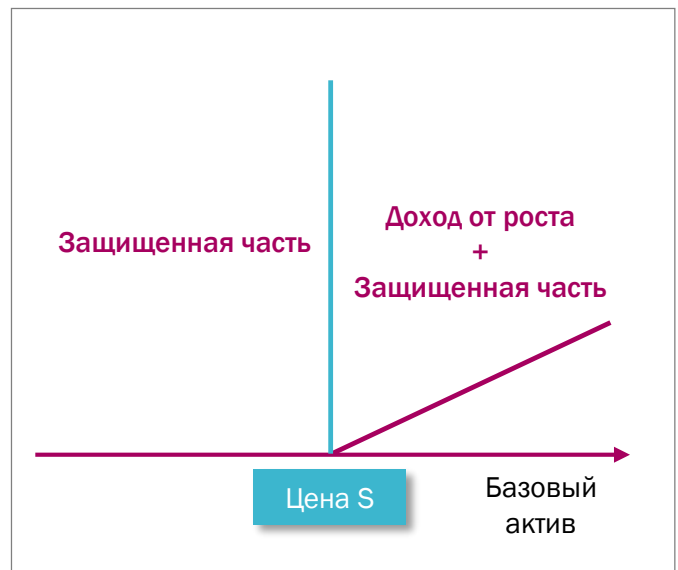 Защищенная часть
Доход от роста
+
Защищенная часть
Цена S
Базовый
актив